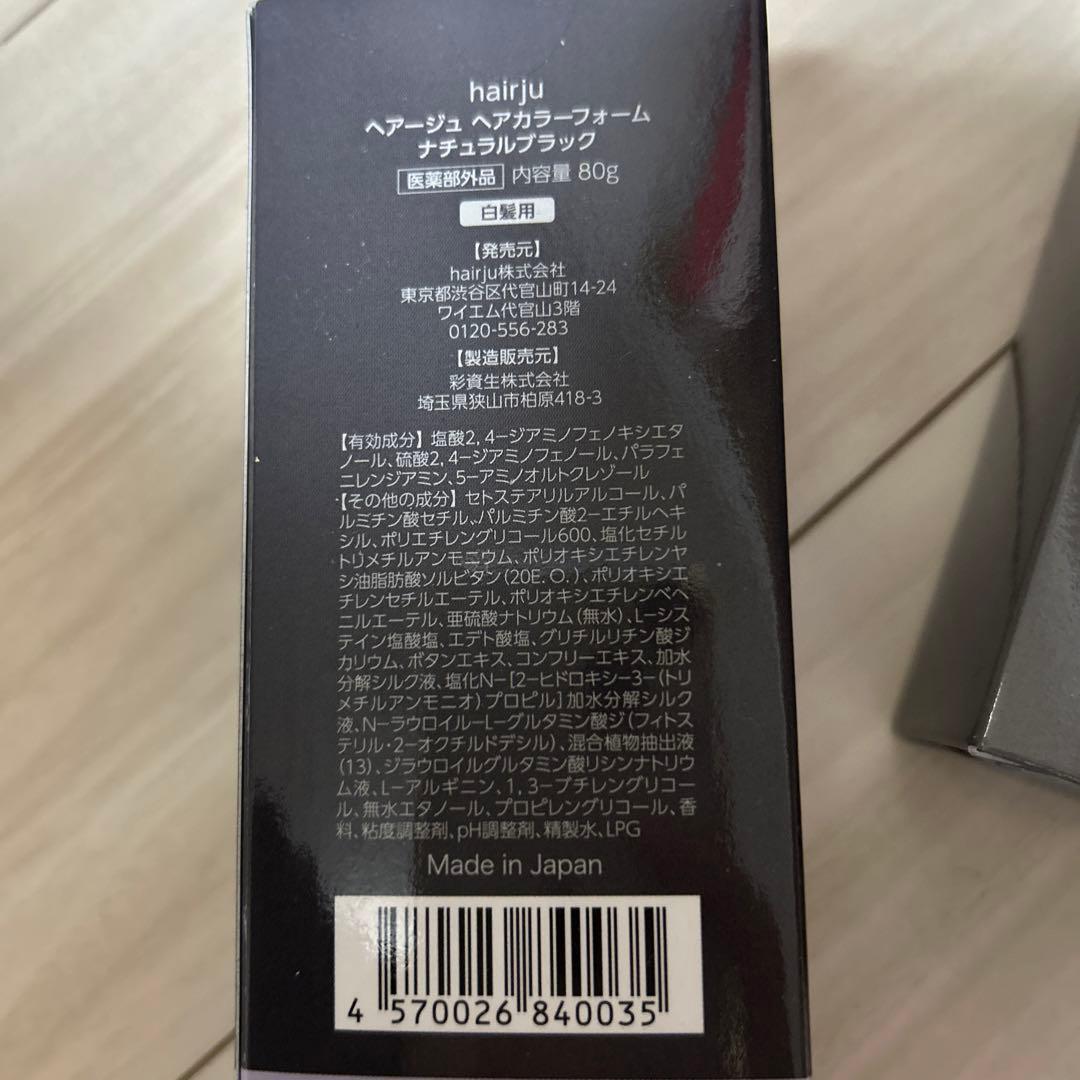 hairju
ヘアージュ ヘアカラーフォーム
ナチュラルブラック
医薬部外品 内容量 80g
白髪用
【発売元】
hairju株式会社
東京都渋谷区代官山町14-24
ワイエム代官山3階
0120-556-283
【製造販売元】
彩資生株式会社
埼玉県狭山市柏原418-3
【有効成分】塩酸2,4-ジアミノフェノキシエタ
ノール、硫酸2,4-ジアミノフェノール、パラフェ
ニレンジアミン、5-アミノオルトクレゾール
【その他の成分】セトステアリルアルコール、パ
ルミチン酸セチル、パルミチン酸2-エチルヘキ
シル、ポリエチレングリコール600、塩化セチル
トリメチルアンモニウム、ポリオキシエチレンヤ
シ油脂肪酸ソルビタン(20E.O.)、ポリオキシエ
チレンセチルエーテル、ポリオキシエチレンベヘ
ニルエーテル、亜硫酸ナトリウム(無水)、L-シス
テイン塩酸塩、エデト酸塩、グリチルリチン酸ジ
カリウム、ボタンエキス、コンフリーエキス、加水
分解シルク液、塩化N-[2-ヒドロキシ-3-(トリ
メチルアンモニオ)プロピル]加水分解シルク
液、N-ラウロイル-L-グルタミン酸ジ(フィトス
テリル・2-オクチルドデシル)、混合植物抽出液
(13)、ジラウロイルグルタミン酸リシンナトリウ
ム液、L-アルギニン、1,3-ブチレングリコー
ル、無水エタノール、プロピレングリコール、香
料、粘度調整剤、pH調整剤、精製水、LPG
Made in Japan
4 570026 840035